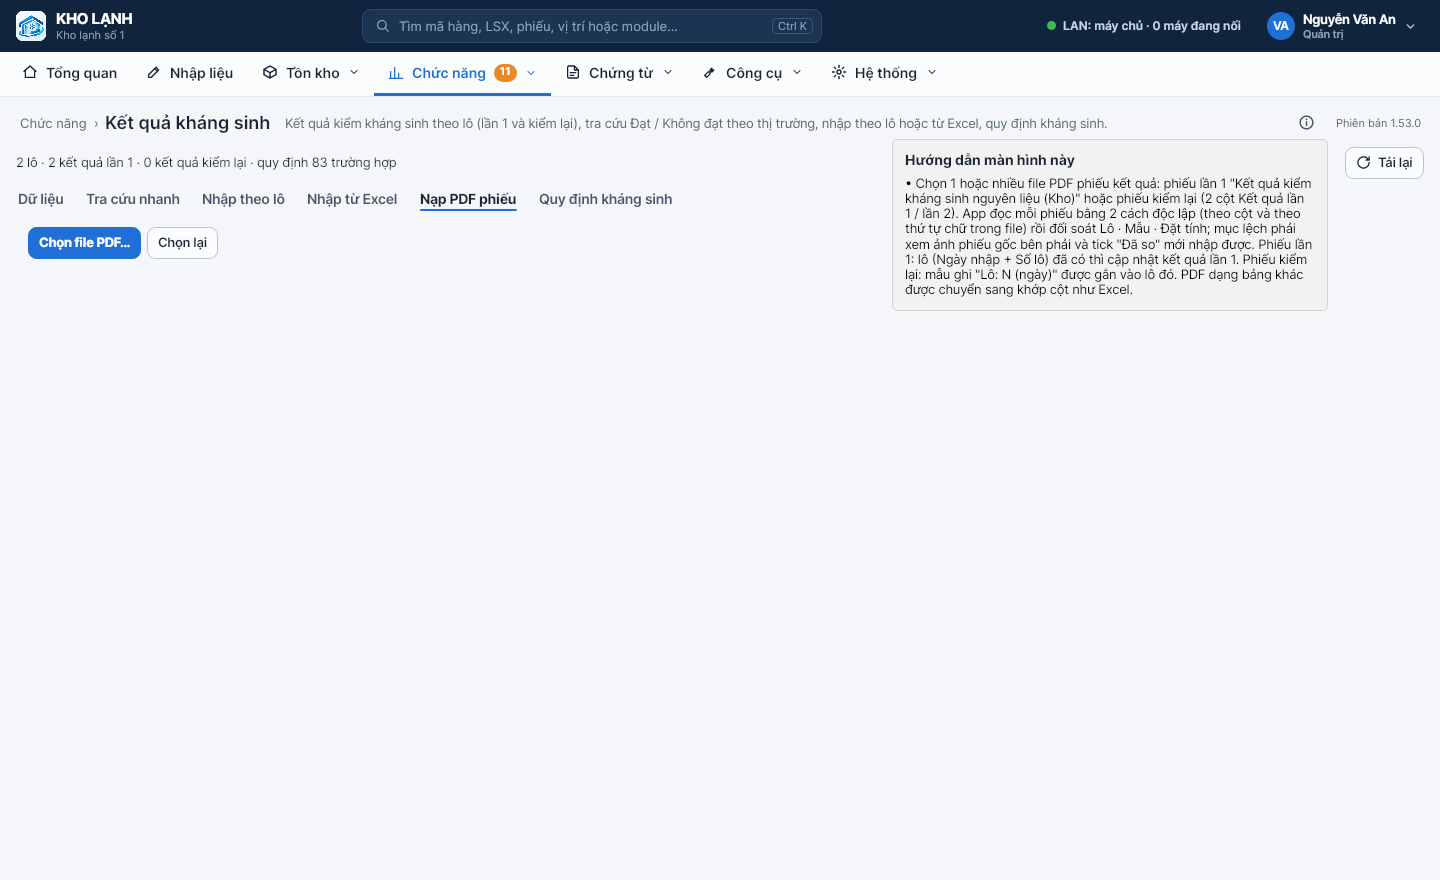 KHO LẠNH
Kho lạnh số 1
Tìm mã hàng, LSX, phiếu, vị trí hoặc module...
Ctrl K
LAN: máy chủ · 0 máy đang nối
VA
Nguyễn Văn An
Quản trị
Tổng quan
Nhập liệu
Tồn kho
Chức năng
11
Chứng từ
Công cụ
Hệ thống
Chức năng › Kết quả kháng sinh
Kết quả kiểm kháng sinh theo lô (lần 1 và kiểm lại), tra cứu Đạt / Không đạt theo thị trường, nhập theo lô hoặc từ Excel, quy định kháng sinh.
Phiên bản 1.53.0
2 lô · 2 kết quả lần 1 · 0 kết quả kiểm lại · quy định 83 trường hợp
Tải lại
Dữ liệu
Tra cứu nhanh
Nhập theo lô
Nhập từ Excel
Nạp PDF phiếu
Quy định kháng sinh
Chọn file PDF...
Chọn lại
Hướng dẫn màn hình này
• Chọn 1 hoặc nhiều file PDF phiếu kết quả: phiếu lần 1 "Kết quả kiểm
kháng sinh nguyên liệu (Kho)" hoặc phiếu kiểm lại (2 cột Kết quả lần
1 / lần 2). App đọc mỗi phiếu bằng 2 cách độc lập (theo cột và theo
thứ tự chữ trong file) rồi đối soát Lô · Mẫu · Đặt tính; mục lệch phải
xem ảnh phiếu gốc bên phải và tick "Đã so" mới nhập được. Phiếu lần
1: lô (Ngày nhập + Số lô) đã có thì cập nhật kết quả lần 1. Phiếu kiểm
lại: mẫu ghi "Lô: N (ngày)" được gắn vào lô đó. PDF dạng bảng khác
được chuyển sang khớp cột như Excel.